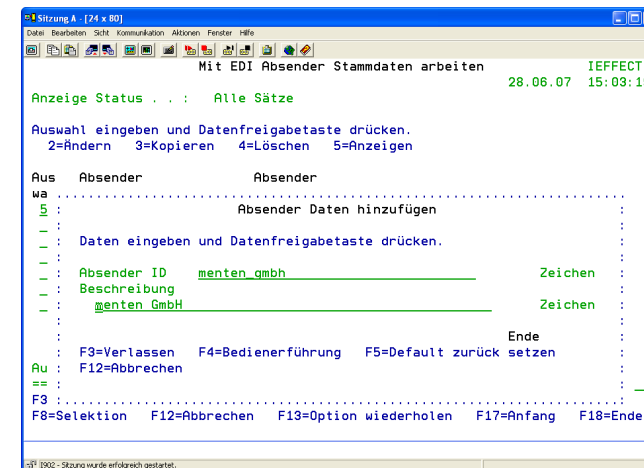 Sitzung A - [24 x 80]
Datei Bearbeiten Sicht Kommunikation Aktionen Fenster Hilfe
Mit EDI Absender Stammdaten arbeiten IEFFECT
28.06.07 15:03:1
Anzeige Status . . : Alle Sätze
Auswahl eingeben und Datenfreigabetaste drücken.
2=Ändern 3=Kopieren 4=Löschen 5=Anzeigen
Aus Absender Absender
wa ........................................................................
5 : Absender Daten hinzufügen :
_ : :
_ : Daten eingeben und Datenfreigabetaste drücken. :
_ : :
_ : Absender ID menten_gmbh Zeichen :
_ : Beschreibung :
_ : menten GmbH Zeichen :
: :
: Ende :
: F3=Verlassen F4=Bedienerführung F5=Default zurück setzen :
Au : F12=Abbrechen :
== : : _
F3 :......................................................................:
F8=Selektion F12=Abbrechen F13=Option wiederholen F17=Anfang F18=Ende
I902 - Sitzung wurde erfolgreich gestartet.